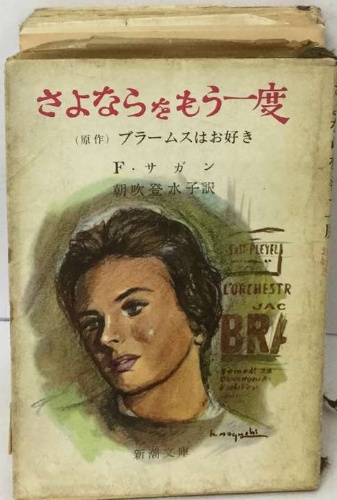 さよならをもう一度
(原作) ブラームスはお好き
F・サガン
朝吹登水子訳
PLEYEL
L'ORCHESTR
JAC
BRA
新潮文庫